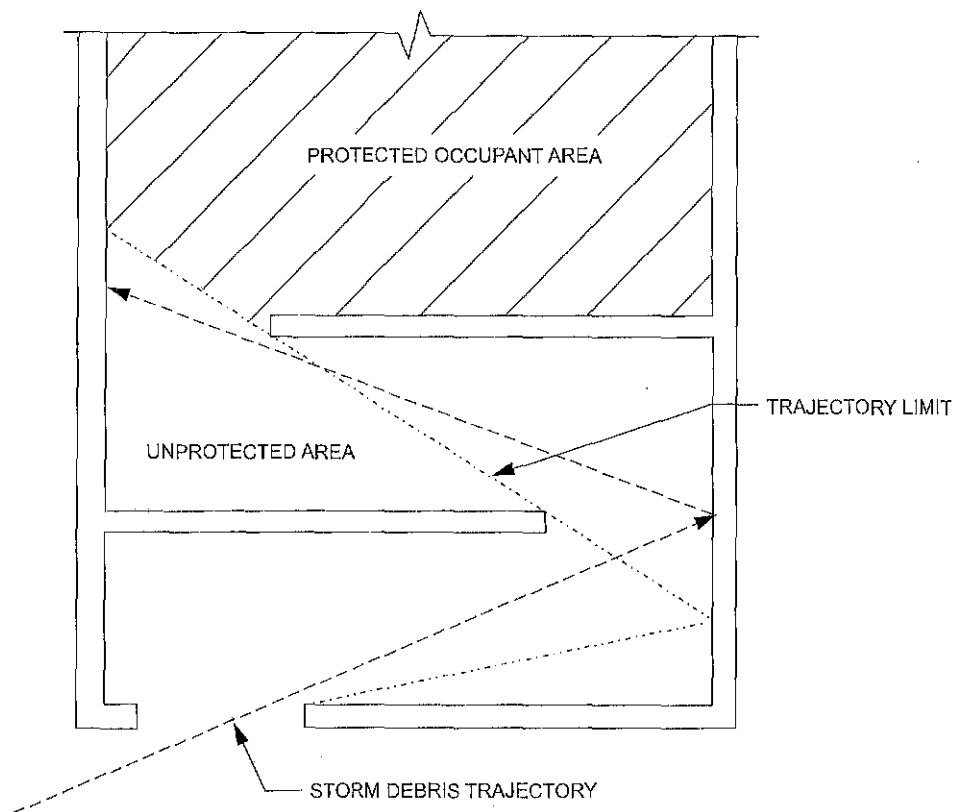 PROTECTED OCCUPANT AREA
TRAJECTORY LIMIT
UNPROTECTED AREA
STORM DEBRIS TRAJECTORY